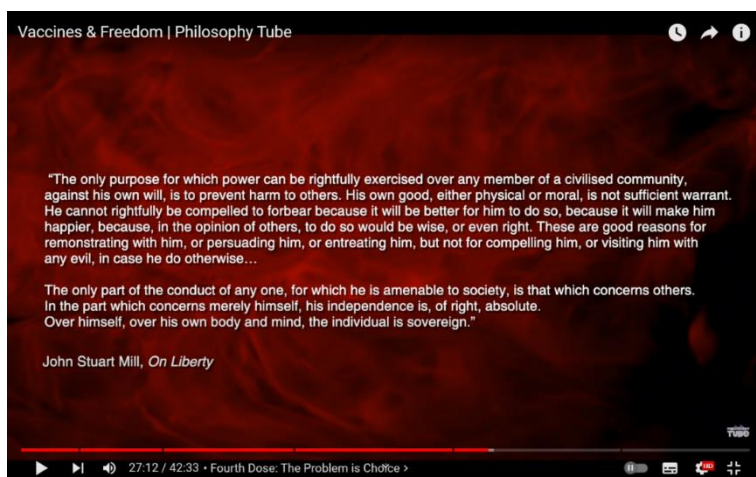 Vaccines & Freedom | Philosophy Tube
“The only purpose for which power can be rightfully exercised over any member of a civilised community,
against his own will, is to prevent harm to others. His own good, either physical or moral, is not sufficient warrant.
He cannot rightfully be compelled to forbear because it will be better for him to do so, because it will make him
happier, because, in the opinion of others, to do so would be wise, or even right. These are good reasons for
remonstrating with him, or persuading him, or entreating him, but not for compelling him, or visiting him with
any evil, in case he do otherwise…
The only part of the conduct of any one, for which he is amenable to society, is that which concerns others.
In the part which concerns merely himself, his independence is, of right, absolute.
Over himself, over his own body and mind, the individual is sovereign.”
John Stuart Mill, On Liberty
TUBE
27:12 / 42:33 • Fourth Dose: The Problem is Choice >
HD